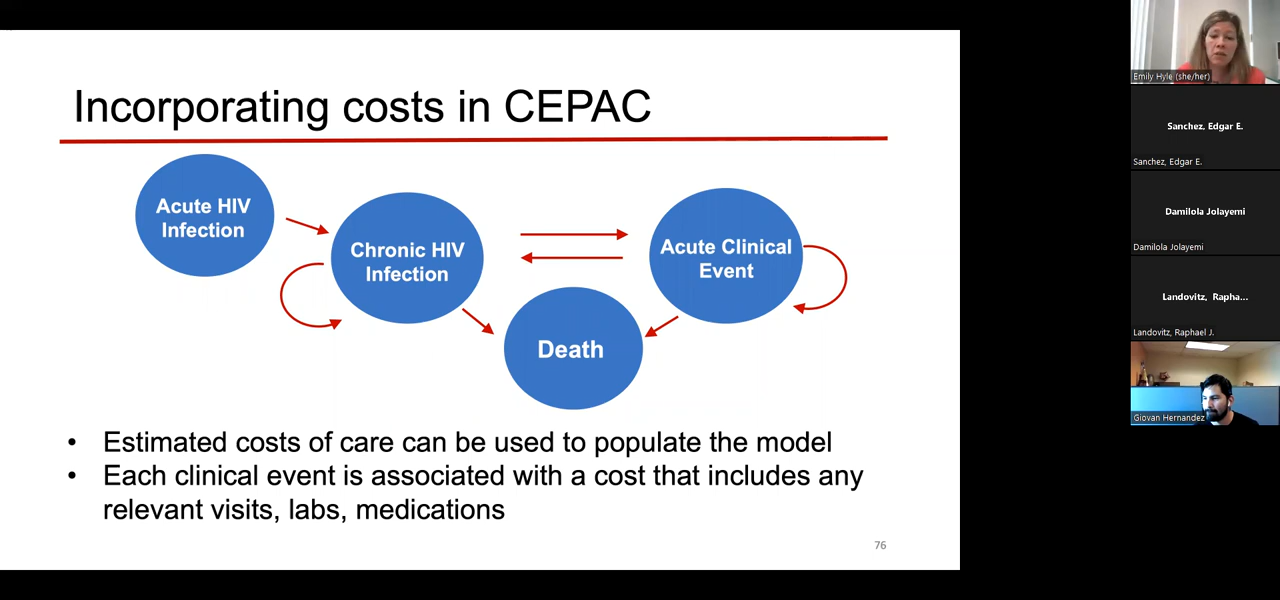 Incorporating costs in CEPAC
Acute HIV
Infection
Chronic HIV
Infection
Acute Clinical
Event
Death
• Estimated costs of care can be used to populate the model
• Each clinical event is associated with a cost that includes any
relevant visits, labs, medications
76
Emily Hyle (she/her)
Sanchez, Edgar E.
Sanchez, Edgar E.
Damilola Jolayemi
Damilola Jolayemi
Landovitz, Rapha...
Landovitz, Raphael J.
Giovan Hernandez